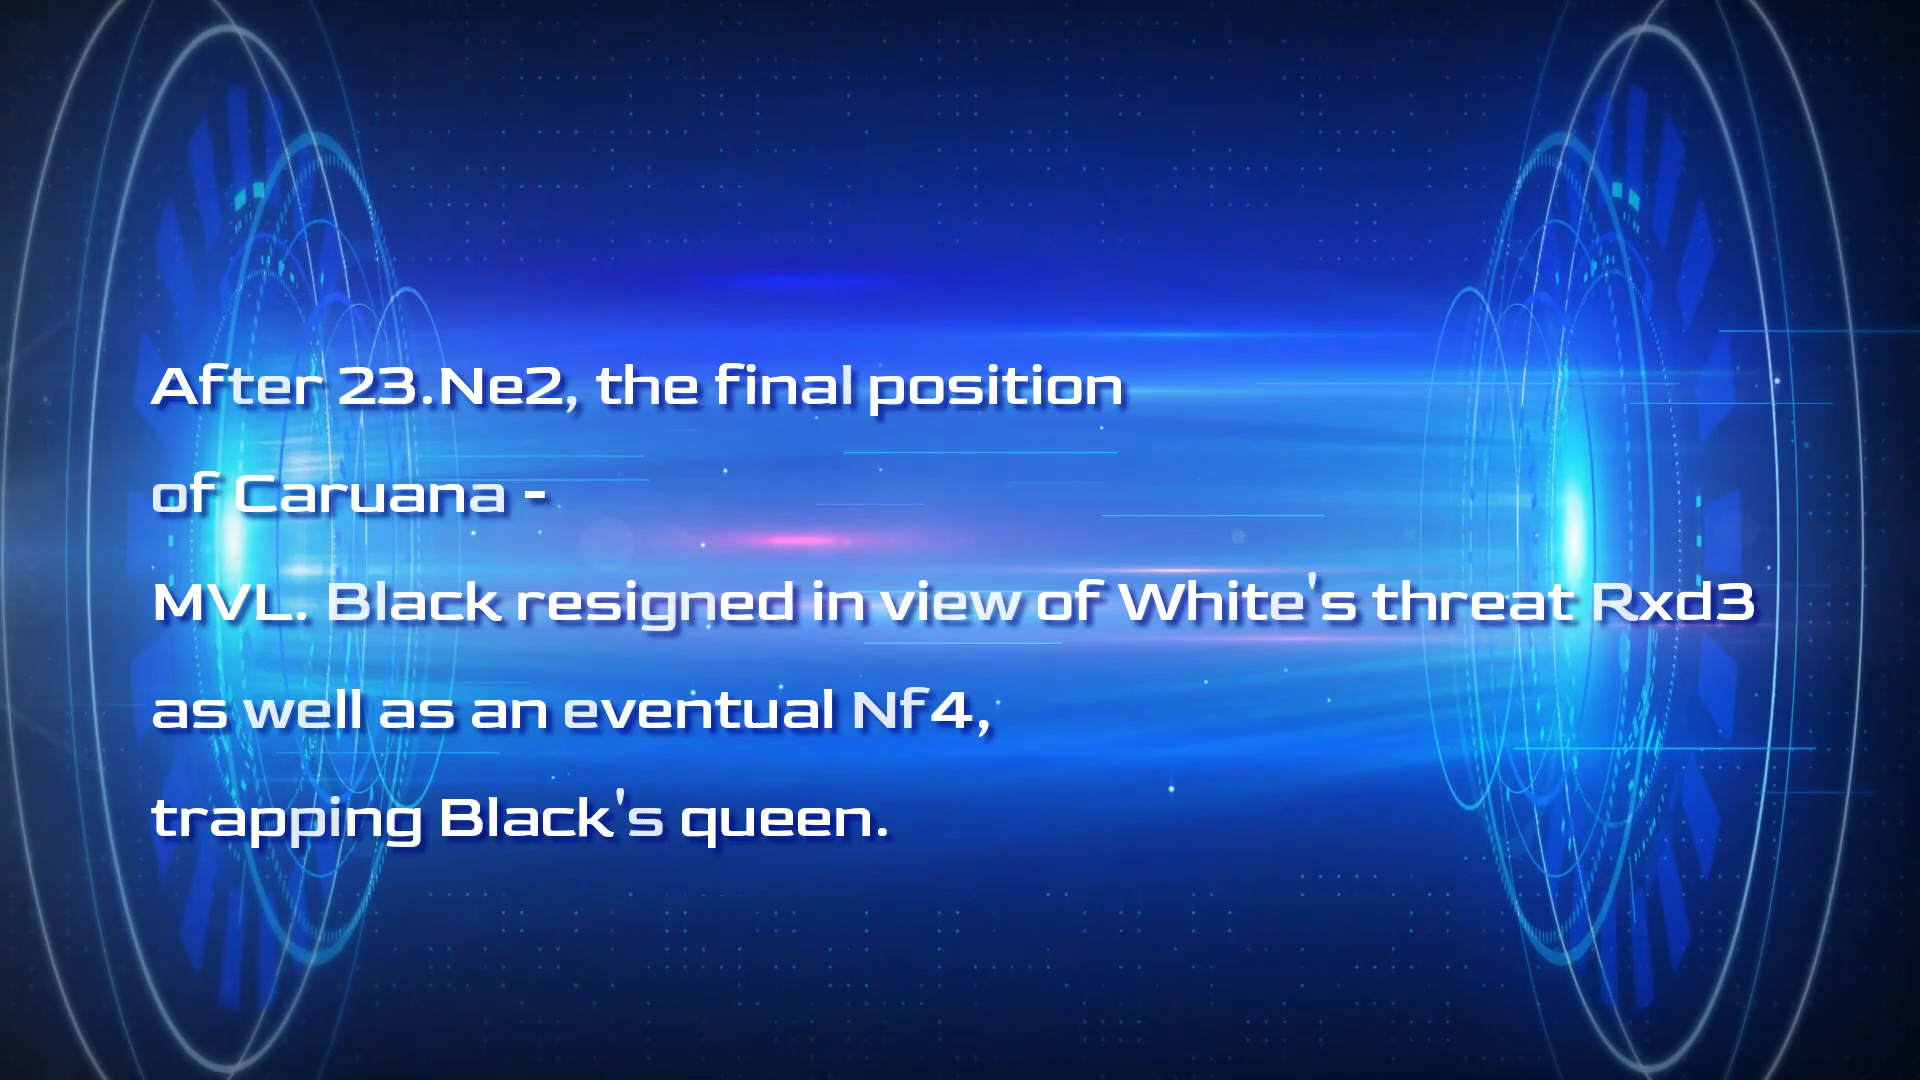 After 23.Ne2, the final position
of Caruana -
MVL. Black resigned in view of White's threat Rxd3
as well as an eventual Nf4,
trapping Black's queen.